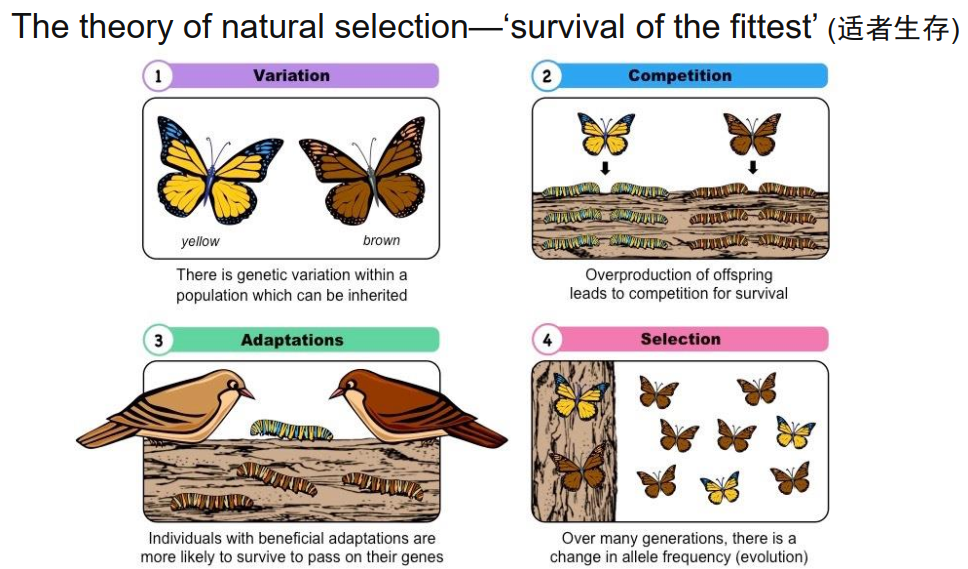 The theory of natural selection—‘survival of the fittest’ (适者生存)
1 Variation
yellow
brown
There is genetic variation within a
population which can be inherited
2 Competition
Overproduction of offspring
leads to competition for survival
3 Adaptations
Individuals with beneficial adaptations are
more likely to survive to pass on their genes
4 Selection
Over many generations, there is a
change in allele frequency (evolution)